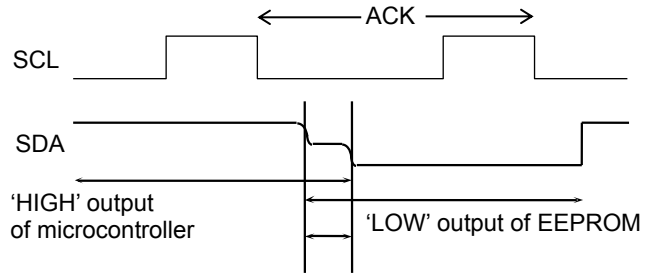 ACK
SCL
SDA
‘HIGH’ output
of microcontroller
‘LOW’ output of EEPROM